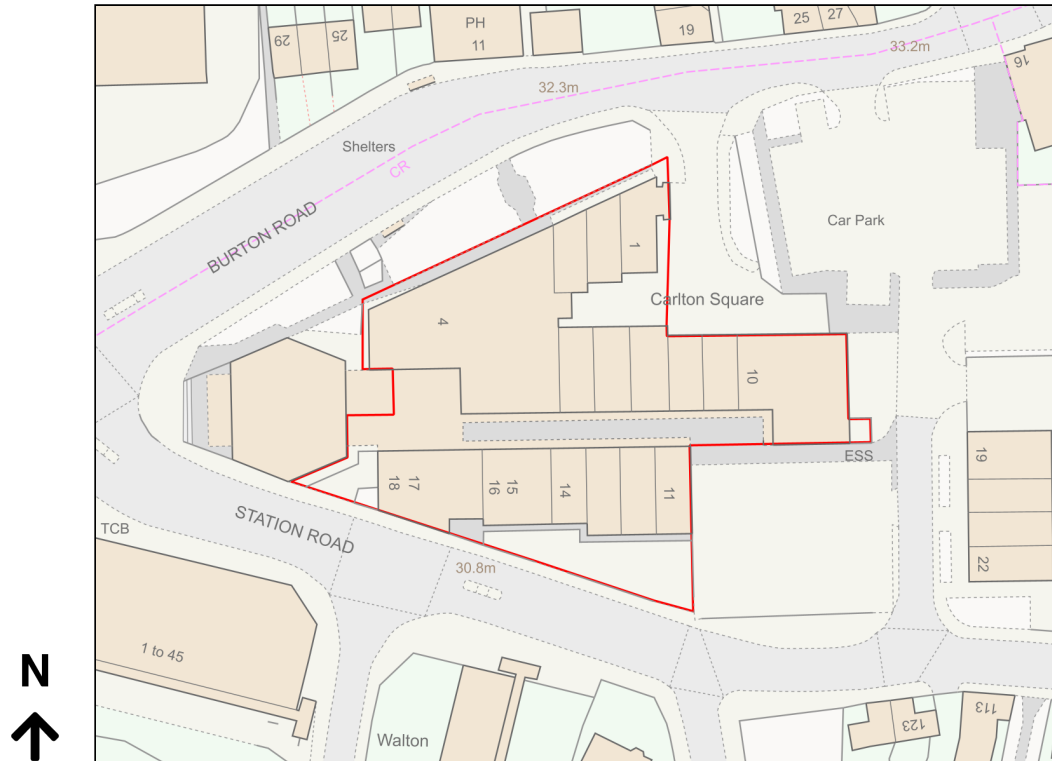 PH
11
29
25
19
25
27
33.2m
16
32.3m
Shelters
CR
BURTON ROAD
Car Park
1
Carlton Square
4
10
ESS
19
17
18
15
16
14
11
22
STATION ROAD
TCB
30.8m
1 to 45
N
Walton
123
113